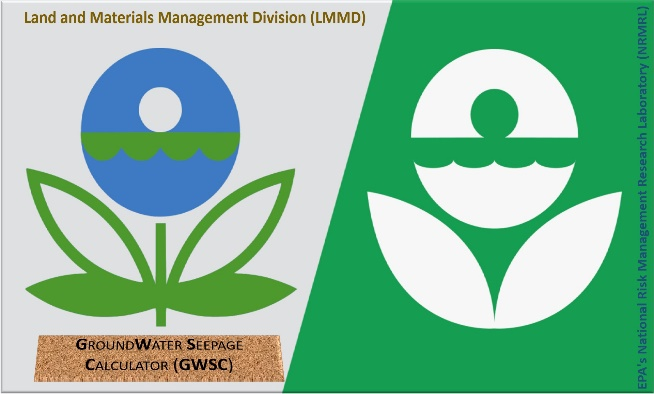 Land and Materials Management Division (LMMD)
GROUNDWATER SEEPAGE
CALCULATOR (GWSC)
EPA's National Risk Management Research Laboratory (NRMRL)